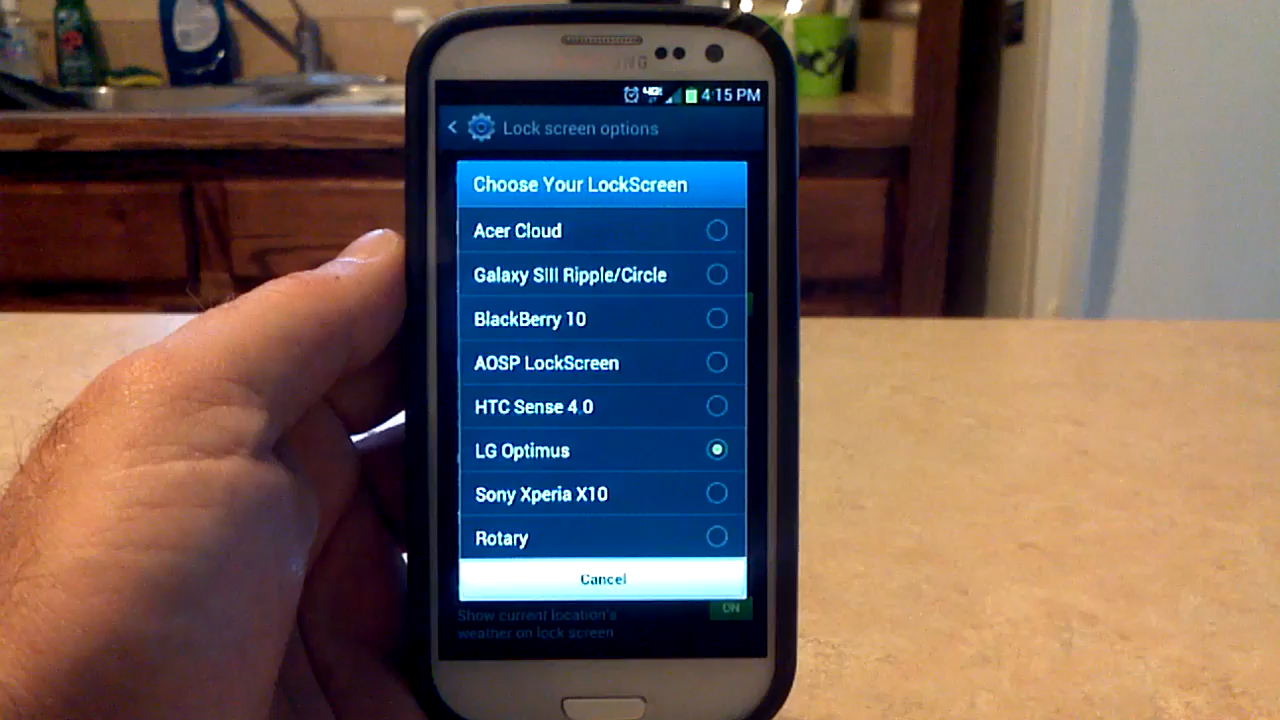 4G
4:15 PM
Lock screen options
Choose Your LockScreen
Acer Cloud
Galaxy SIII Ripple/Circle
BlackBerry 10
AOSP LockScreen
HTC Sense 4.0
LG Optimus
Sony Xperia X10
Rotary
Cancel
Show current location's
weather on lock screen
ON